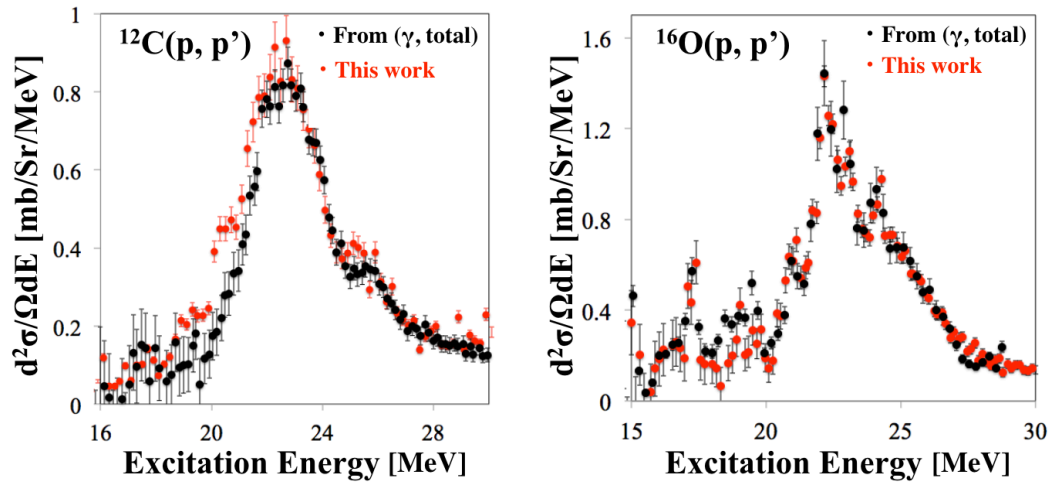 d²σ/ΩdE [mb/Sr/MeV]
1
0.8
0.6
0.4
0.2
0
¹²C(p, p’)
• From (γ, total)
• This work
16
20
24
28
Excitation Energy [MeV]
d²σ/ΩdE [mb/Sr/MeV]
1.6
1.2
0.8
0.4
0
¹⁶O(p, p’)
• From (γ, total)
• This work
15
20
25
30
Excitation Energy [MeV]